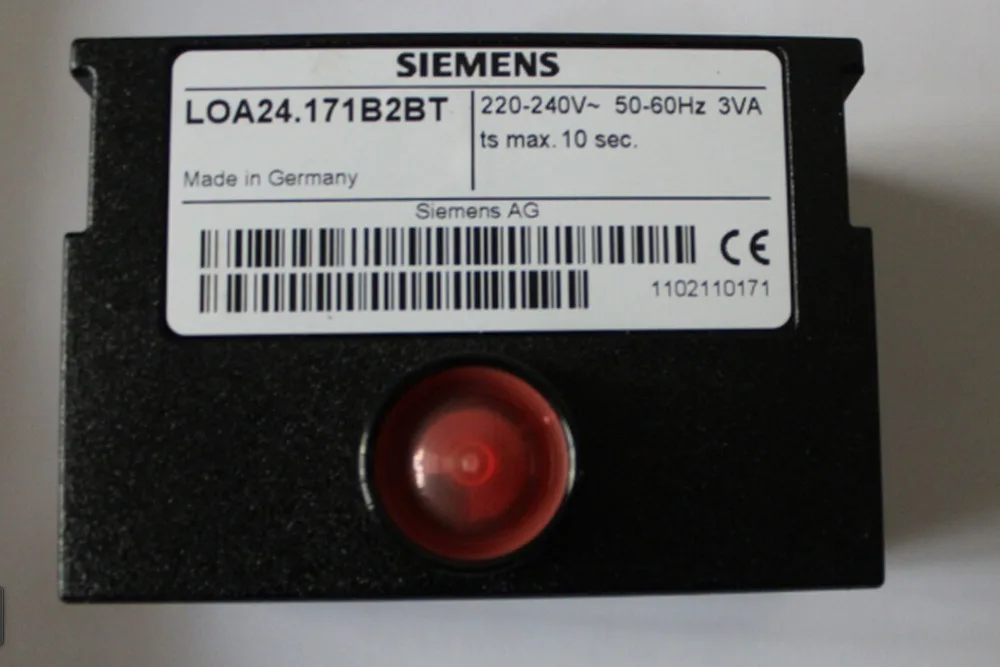 SIEMENS
LOA24.171B2BT
220-240V~ 50-60Hz 3VA
ts max. 10 sec.
Made in Germany
Siemens AG
CE
1102110171